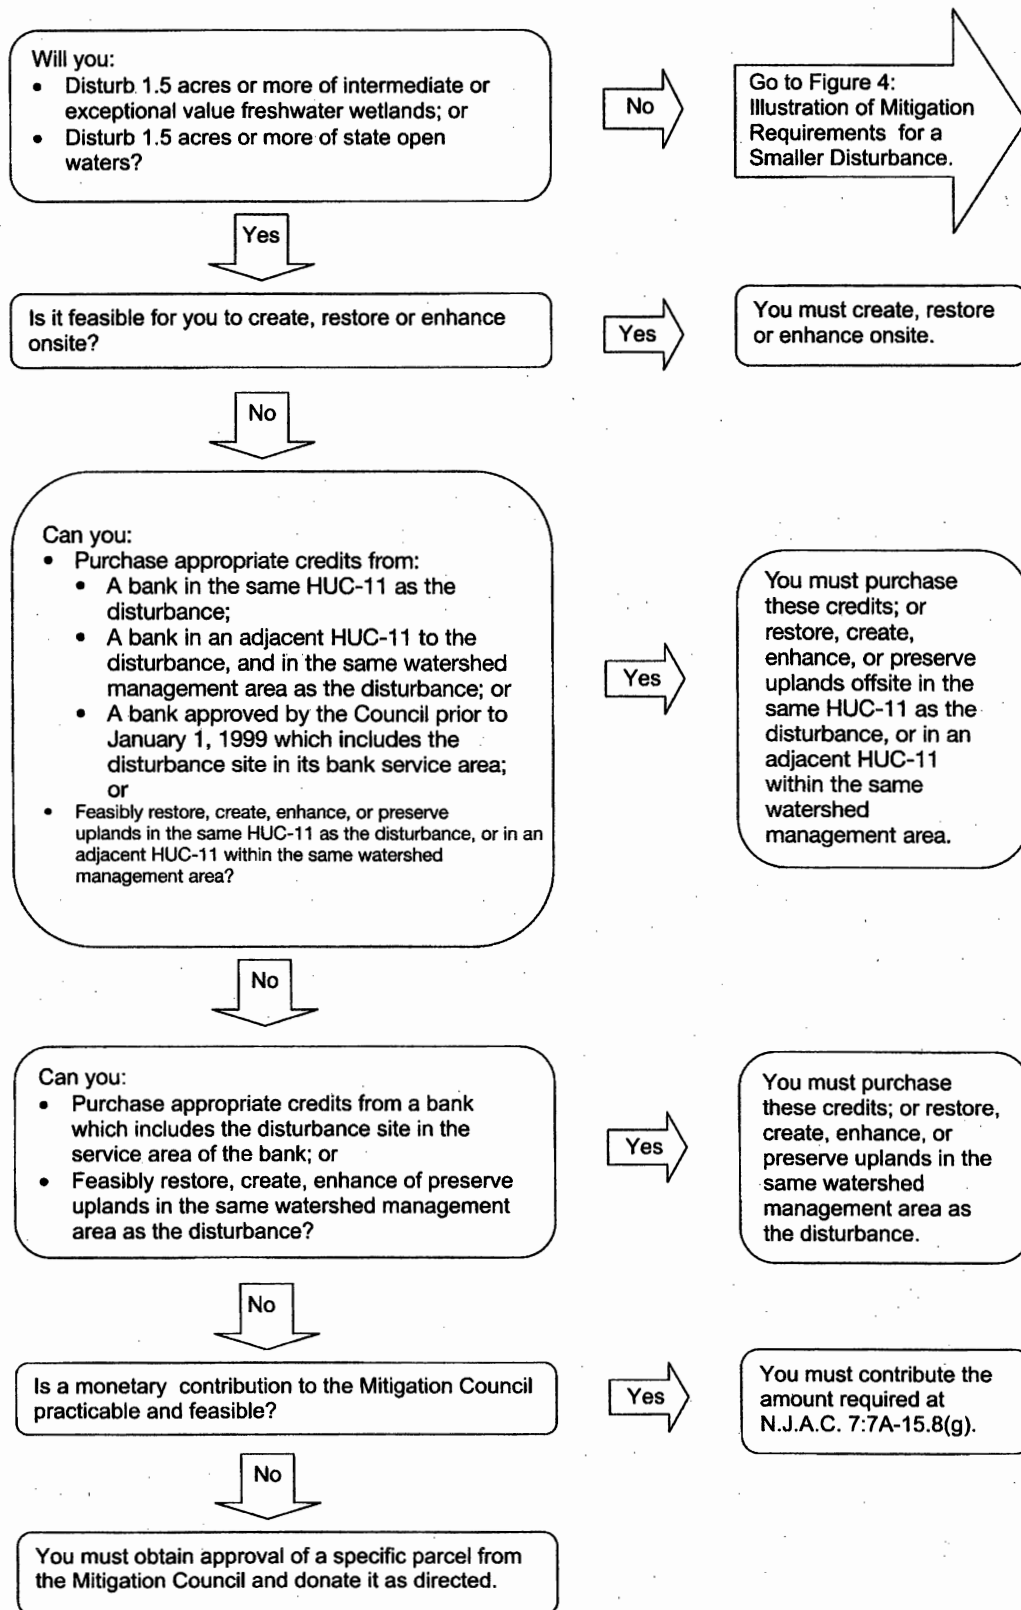 Will you:
• Disturb 1.5 acres or more of intermediate or
exceptional value freshwater wetlands; or
• Disturb 1.5 acres or more of state open
waters?
No
Go to Figure 4:
Illustration of Mitigation
Requirements for a
Smaller Disturbance.
Yes
Is it feasible for you to create, restore or enhance
onsite?
Yes
You must create, restore
or enhance onsite.
No
Can you:
• Purchase appropriate credits from:
• A bank in the same HUC-11 as the
disturbance;
• A bank in an adjacent HUC-11 to the
disturbance, and in the same watershed
management area as the disturbance; or
• A bank approved by the Council prior to
January 1, 1999 which includes the
disturbance site in its bank service area;
or
• Feasibly restore, create, enhance, or preserve
uplands in the same HUC-11 as the disturbance, or in an
adjacent HUC-11 within the same watershed
management area?
Yes
You must purchase
these credits; or
restore, create,
enhance, or preserve
uplands offsite in the
same HUC-11 as the
disturbance, or in an
adjacent HUC-11
within the same
watershed
management area.
No
Can you:
• Purchase appropriate credits from a bank
which includes the disturbance site in the
service area of the bank; or
• Feasibly restore, create, enhance of preserve
uplands in the same watershed management
area as the disturbance?
Yes
You must purchase
these credits; or restore,
create, enhance, or
preserve uplands in the
same watershed
management area as
the disturbance.
No
Is a monetary contribution to the Mitigation Council
practicable and feasible?
Yes
You must contribute the
amount required at
N.J.A.C. 7:7A-15.8(g).
No
You must obtain approval of a specific parcel from
the Mitigation Council and donate it as directed.